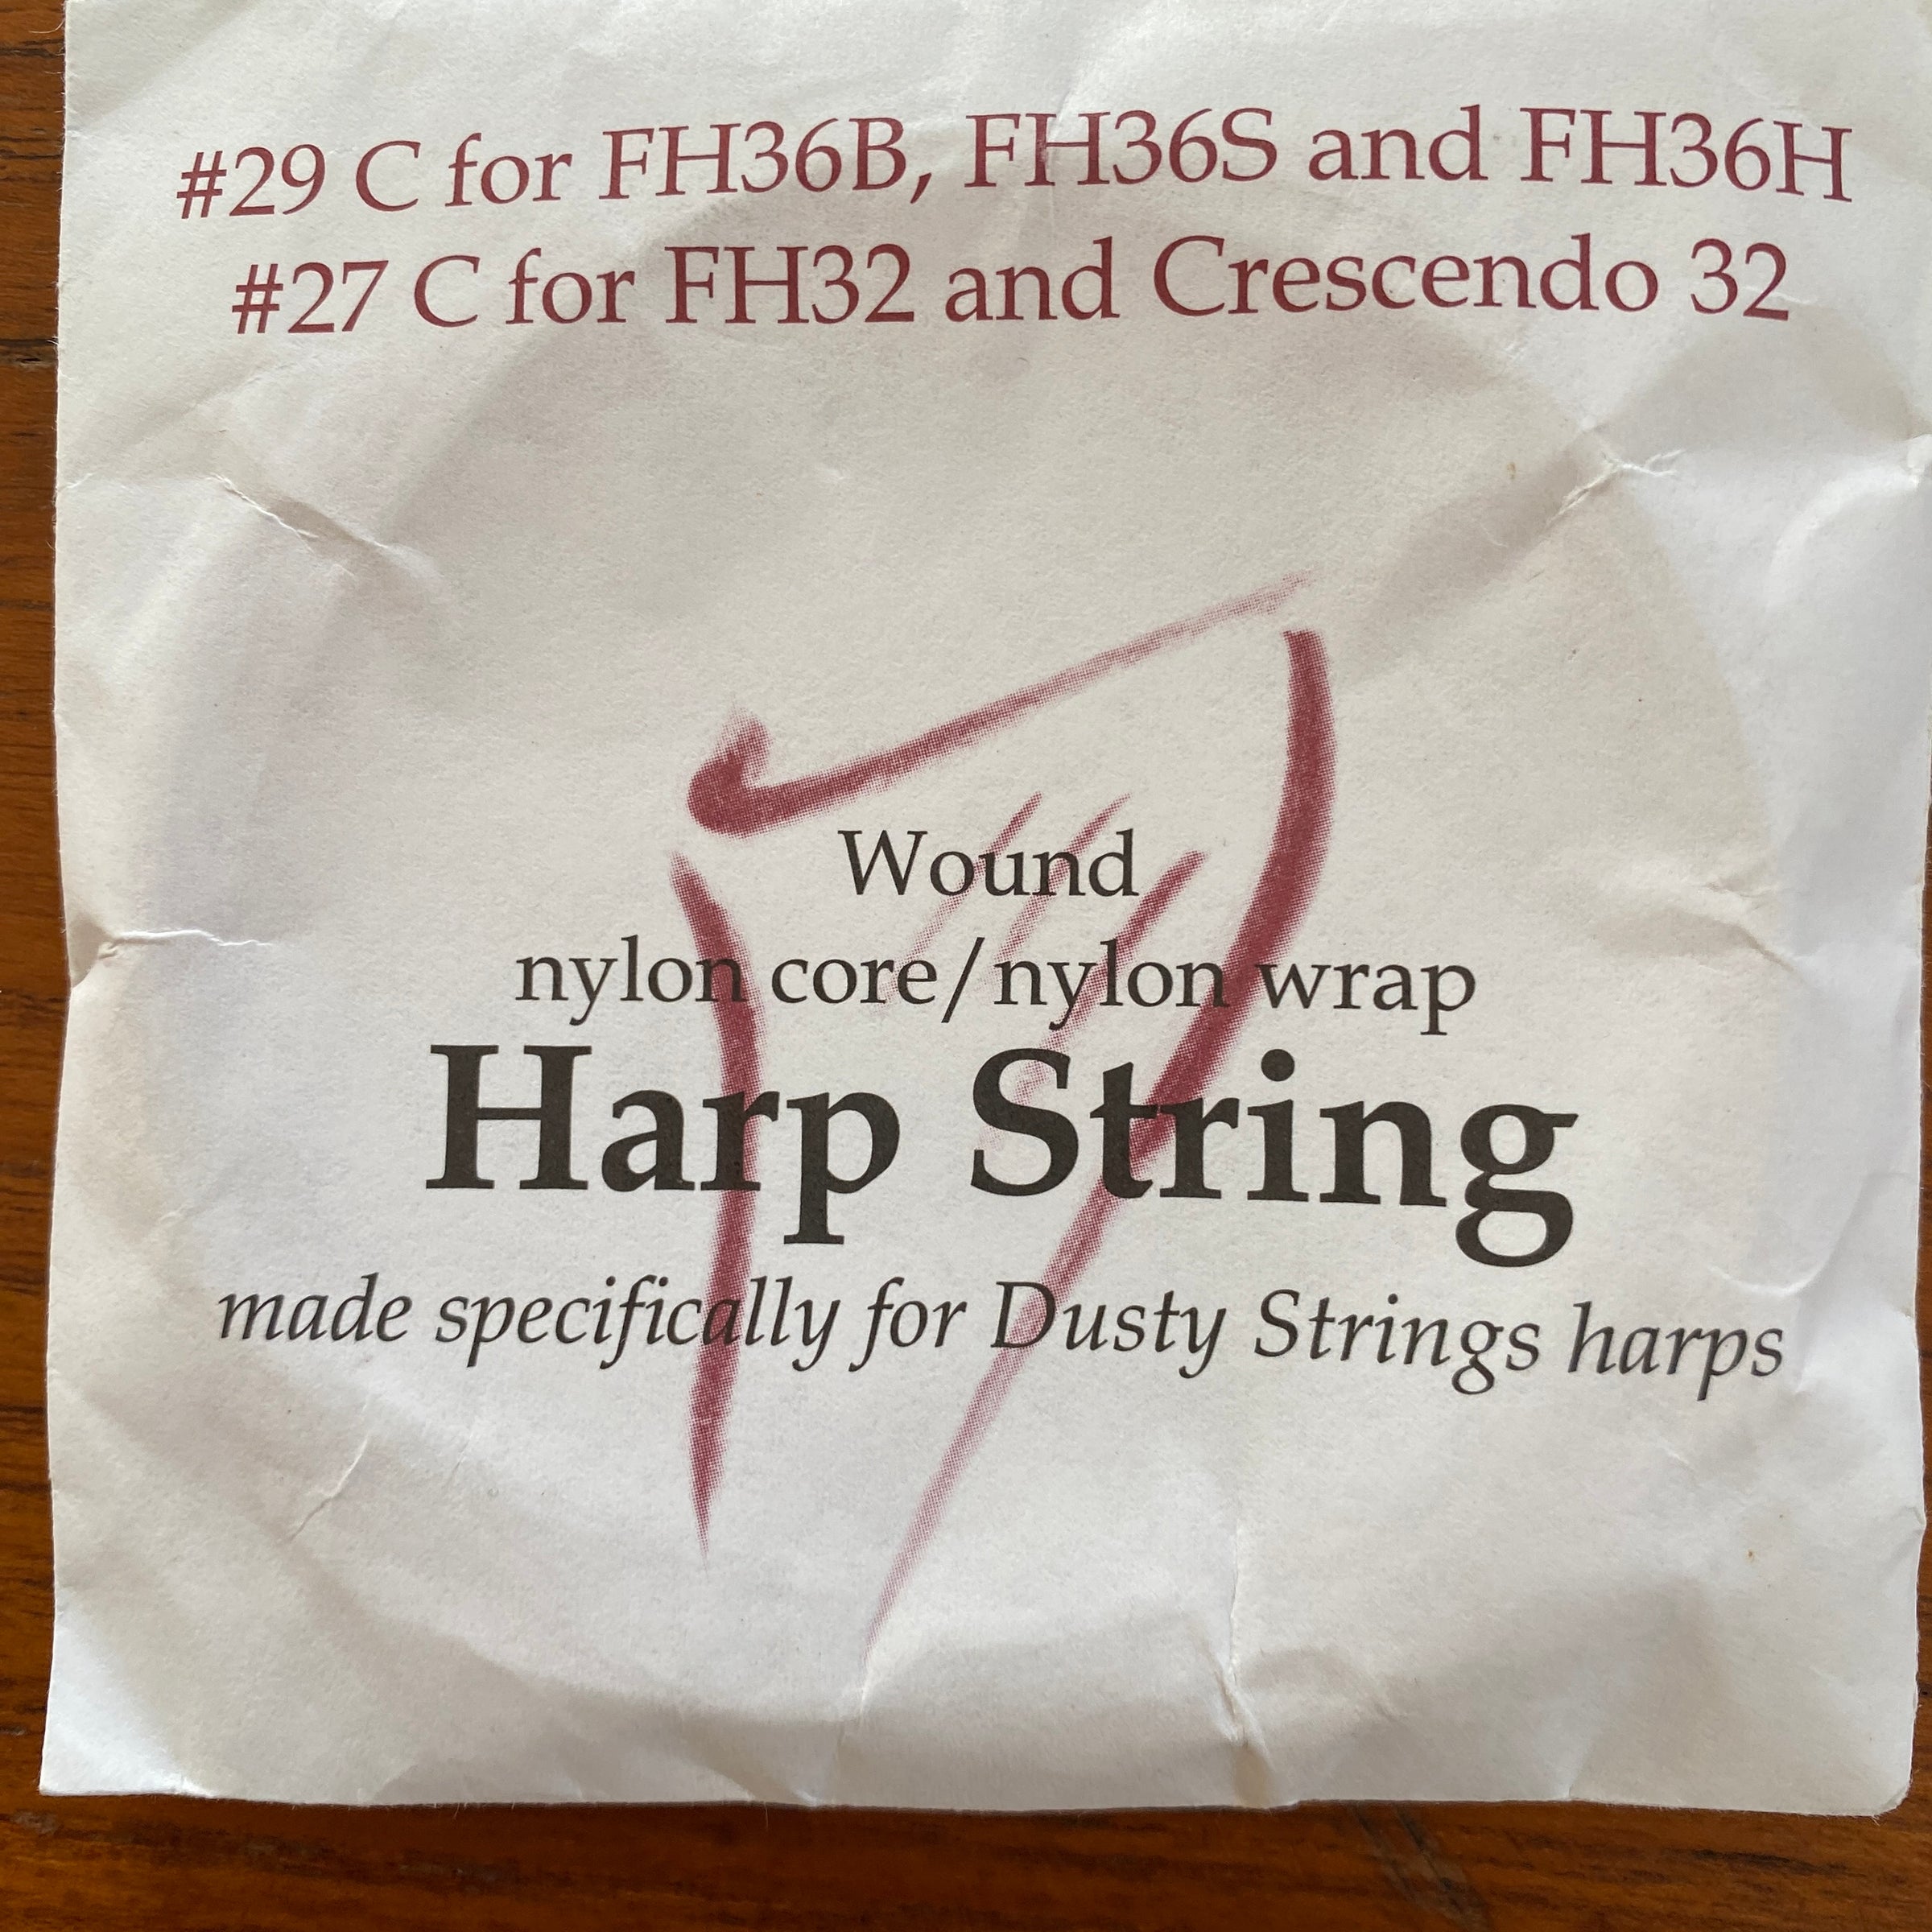 #29 C for FH36B, FH36S and FH36H
#27 C for FH32 and Crescendo 32
Wound
nylon core/nylon wrap
Harp String
made specifically for Dusty Strings harps